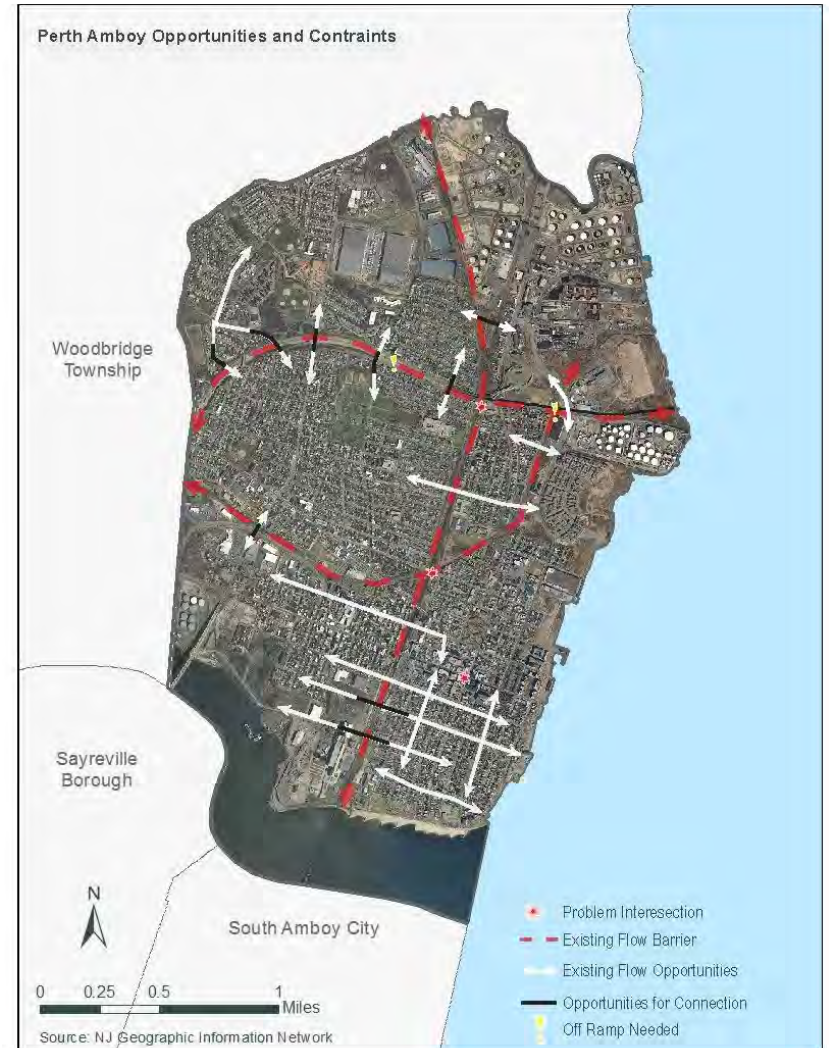 Perth Amboy Opportunities and Contraints
Woodbridge
Township
Sayreville
Borough
N
South Amboy City
0 0.25 0.5 1
Miles
Source: NJ Geographic Information Network
Problem Interesection
Existing Flow Barrier
Existing Flow Opportunities
Opportunities for Connection
Off Ramp Needed